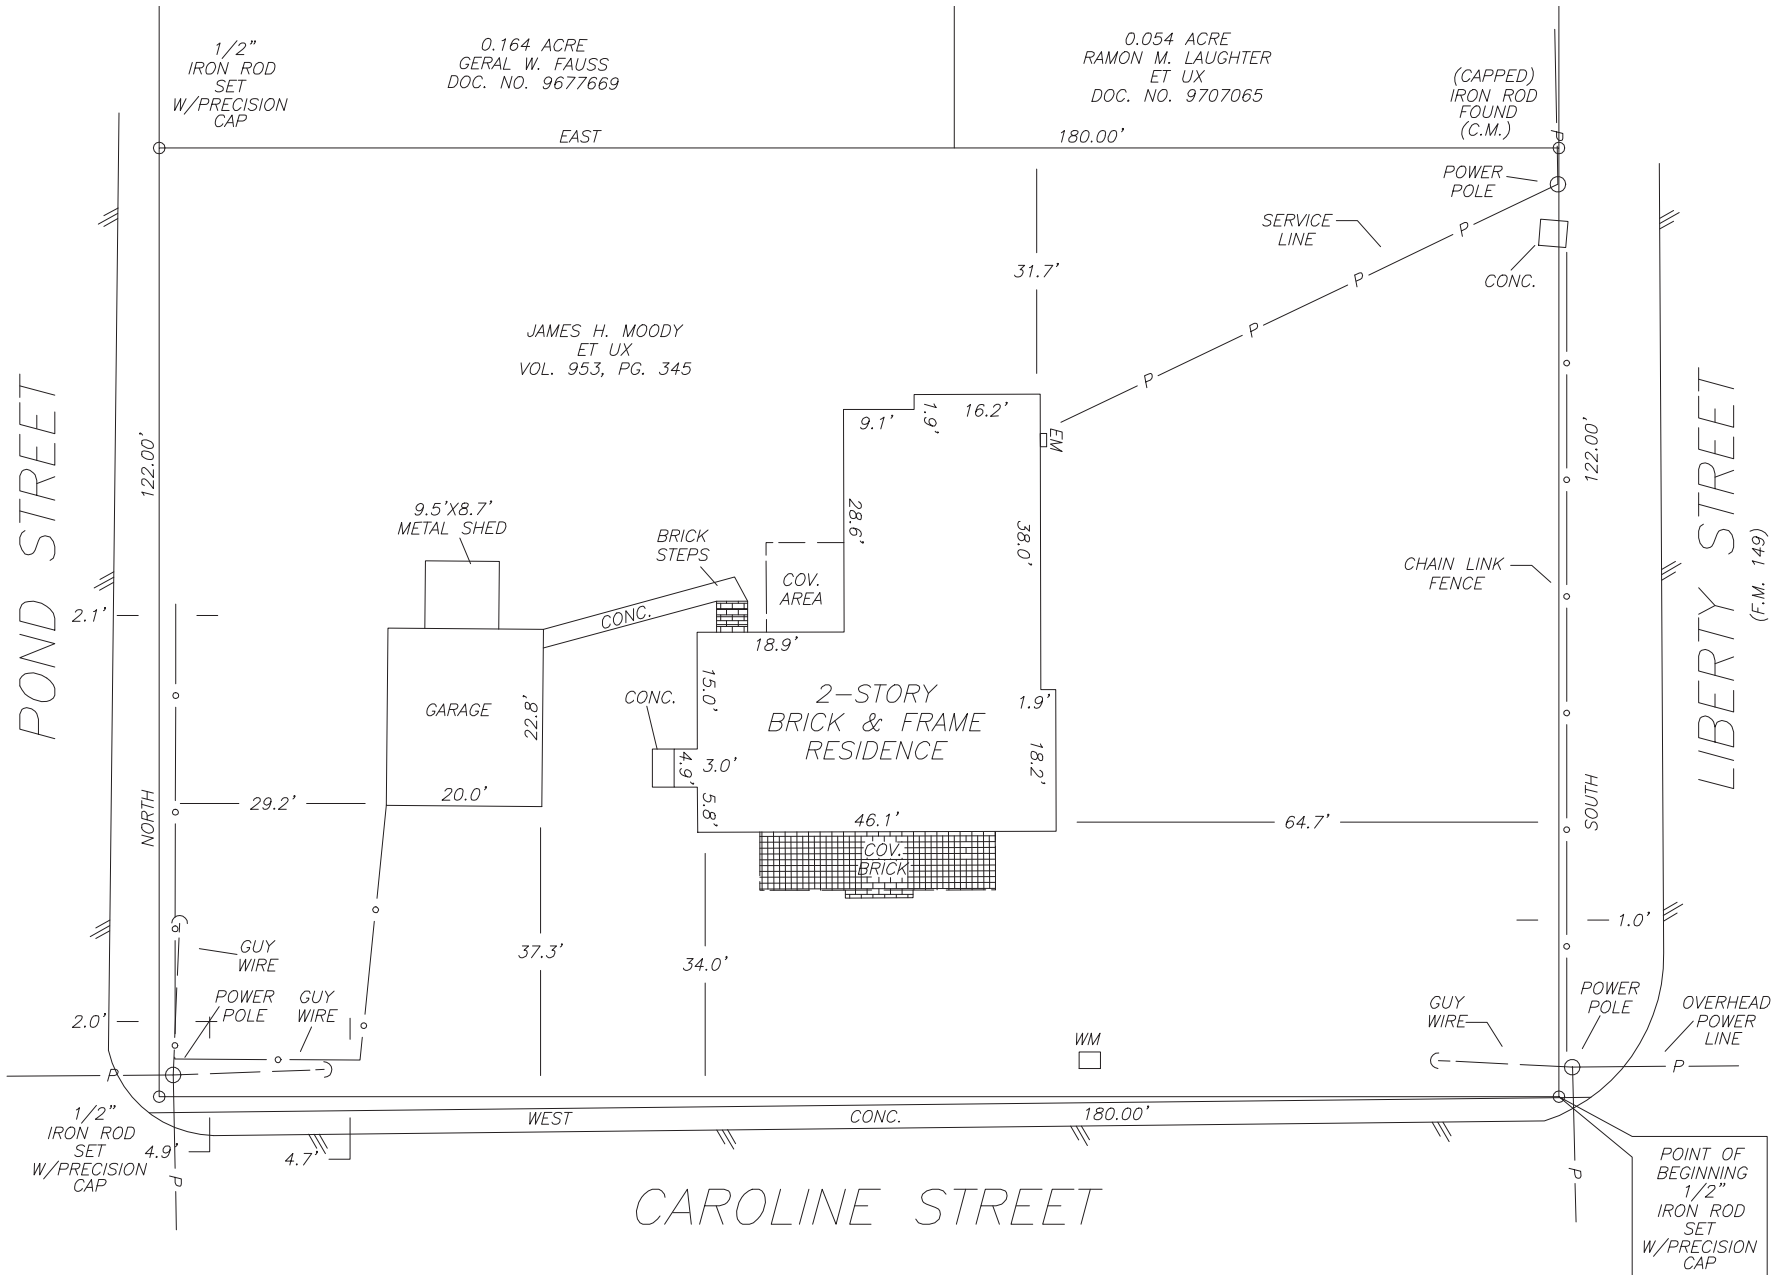 1/2"
IRON ROD
SET
W/PRECISION
CAP
0.164 ACRE
GERAL W. FAUSS
DOC. NO. 9677669
0.054 ACRE
RAMON M. LAUGHTER
ET UX
DOC. NO. 9707065
(CAPPED)
IRON ROD
FOUND
(C.M.)
P
EAST
180.00'
POWER
POLE
SERVICE
LINE
P
P
P
P
CONC.
31.7'
JAMES H. MOODY
ET UX
VOL. 953, PG. 345
POND STREET
122.00'
NORTH
9.1'
1.9'
16.2'
EM
28.6'
38.0'
122.00'
SOUTH
LIBERTY STREET
(F.M. 149)
9.5'X8.7'
METAL SHED
BRICK
STEPS
COV.
AREA
CONC.
18.9'
CHAIN LINK
FENCE
2.1'
GARAGE
22.8'
20.0'
29.2'
CONC.
15.0'
4.9'
3.0'
5.8'
2-STORY
BRICK & FRAME
RESIDENCE
1.9'
18.2'
46.1'
COV.
BRICK
64.7'
1.0'
37.3'
34.0'
GUY
WIRE
POWER
POLE
GUY
WIRE
2.0'
P
WM
GUY
WIRE
POWER
POLE
OVERHEAD
POWER
LINE
P
1/2"
IRON ROD
SET
W/PRECISION
CAP
4.9'
4.7'
P
WEST
CONC.
180.00'
P
CAROLINE STREET
POINT OF
BEGINNING
1/2"
IRON ROD
SET
W/PRECISION
CAP